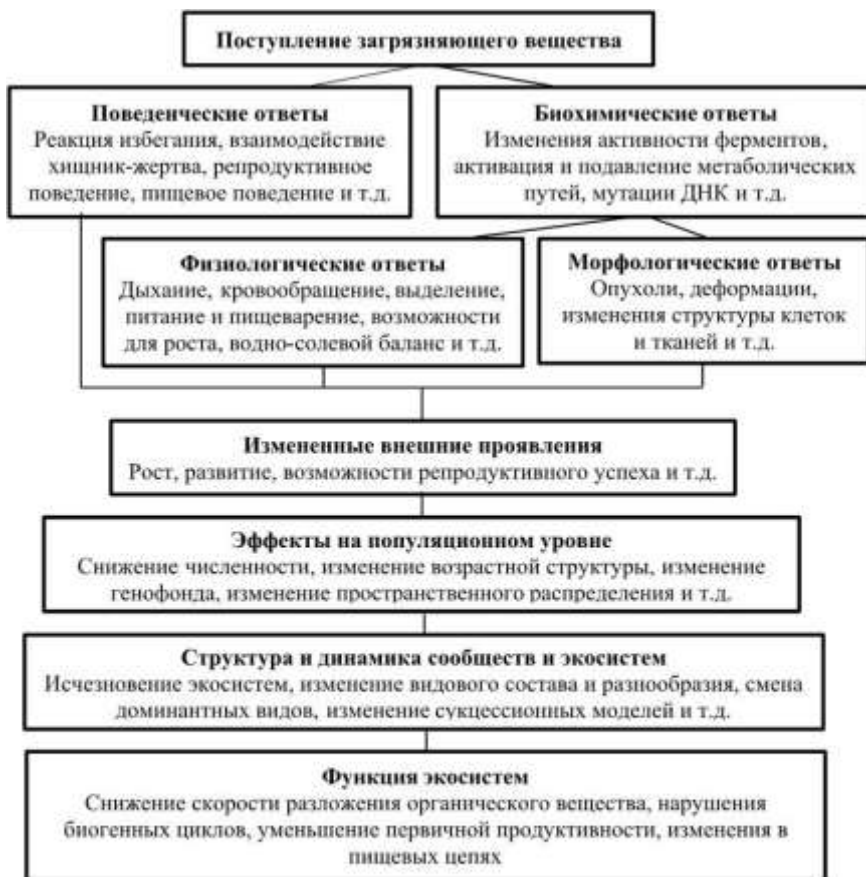 Поступление загрязняющего вещества
Поведенческие ответы
Реакция избегания, взаимодействие
хищник-жертва, репродуктивное
поведение, пищевое поведение и т.д.
Биохимические ответы
Изменения активности ферментов,
активация и подавление метаболических
путей, мутации ДНК и т.д.
Физиологические ответы
Дыхание, кровообращение, выделение,
питание и пищеварение, возможности
для роста, водно-солевой баланс и т.д.
Морфологические ответы
Опухоли, деформации,
изменения структуры клеток
и тканей и т.д.
Измененные внешние проявления
Рост, развитие, возможности репродуктивного успеха и т.д.
Эффекты на популяционном уровне
Снижение численности, изменение возрастной структуры, изменение
генофонда, изменение пространственного распределения и т.д.
Структура и динамика сообществ и экосистем
Исчезновение экосистем, изменение видового состава и разнообразия, смена
доминантных видов, изменение сукцессионных моделей и т.д.
Функция экосистем
Снижение скорости разложения органического вещества, нарушения
биогенных циклов, уменьшение первичной продуктивности, изменения в
пищевых цепях